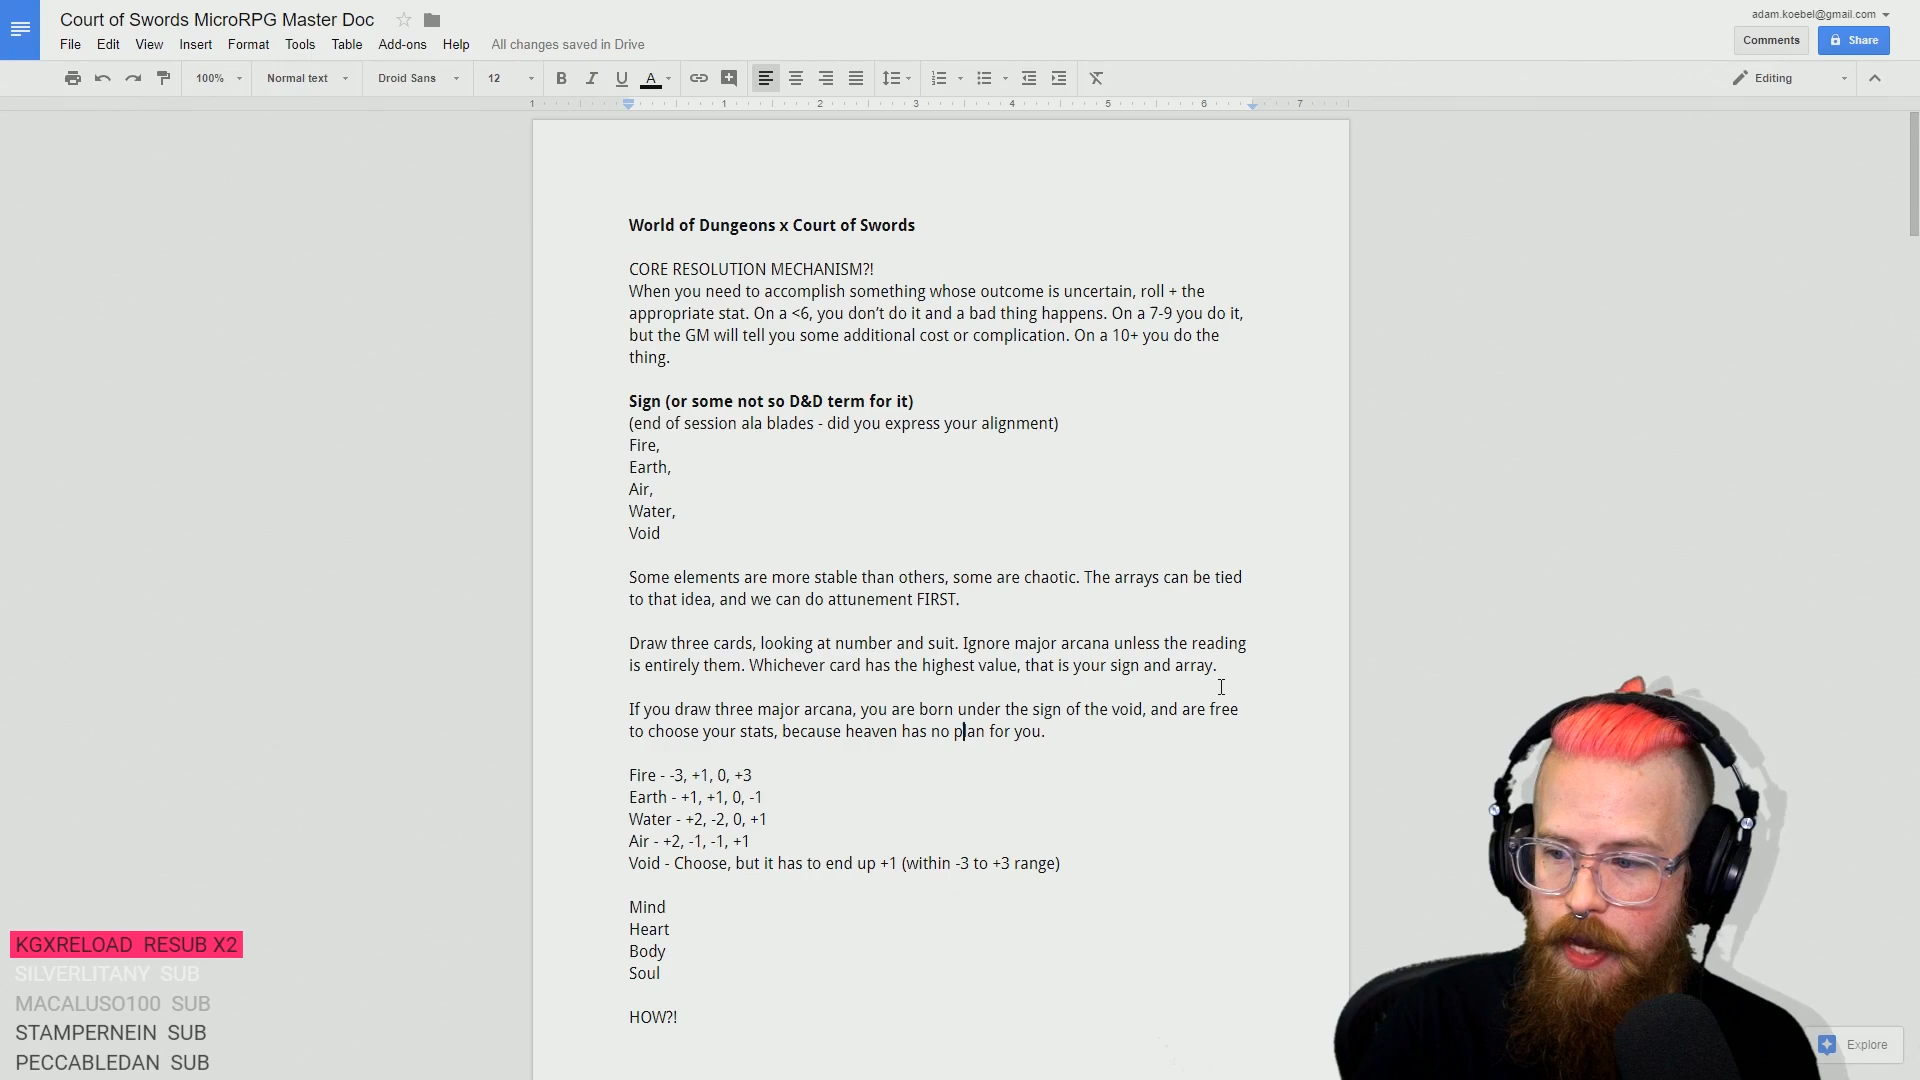 Court of Swords MicroRPG Master Doc
adam.koebel@gmail.com
File Edit View Insert Format Tools Table Add-ons Help All changes saved in Drive
Comments Share
100% Normal text Droid Sans 12 B I U A Editing
1 1 2 3 4 5 6 7
World of Dungeons x Court of Swords
CORE RESOLUTION MECHANISM?!
When you need to accomplish something whose outcome is uncertain, roll + the
appropriate stat. On a <6, you don’t do it and a bad thing happens. On a 7-9 you do it,
but the GM will tell you some additional cost or complication. On a 10+ you do the
thing.
Sign (or some not so D&D term for it)
(end of session ala blades - did you express your alignment)
Fire,
Earth,
Air,
Water,
Void
Some elements are more stable than others, some are chaotic. The arrays can be tied
to that idea, and we can do attunement FIRST.
Draw three cards, looking at number and suit. Ignore major arcana unless the reading
is entirely them. Whichever card has the highest value, that is your sign and array.
If you draw three major arcana, you are born under the sign of the void, and are free
to choose your stats, because heaven has no plan for you.
Fire - -3, +1, 0, +3
Earth - +1, +1, 0, -1
Water - +2, -2, 0, +1
Air - +2, -1, -1, +1
Void - Choose, but it has to end up +1 (within -3 to +3 range)
Mind
Heart
Body
Soul
HOW?!
KGXRELOAD RESUB X2
SILVERLITANY SUB
MACALUSO100 SUB
STAMPERNEIN SUB
PECCABLEDAN SUB
Explore